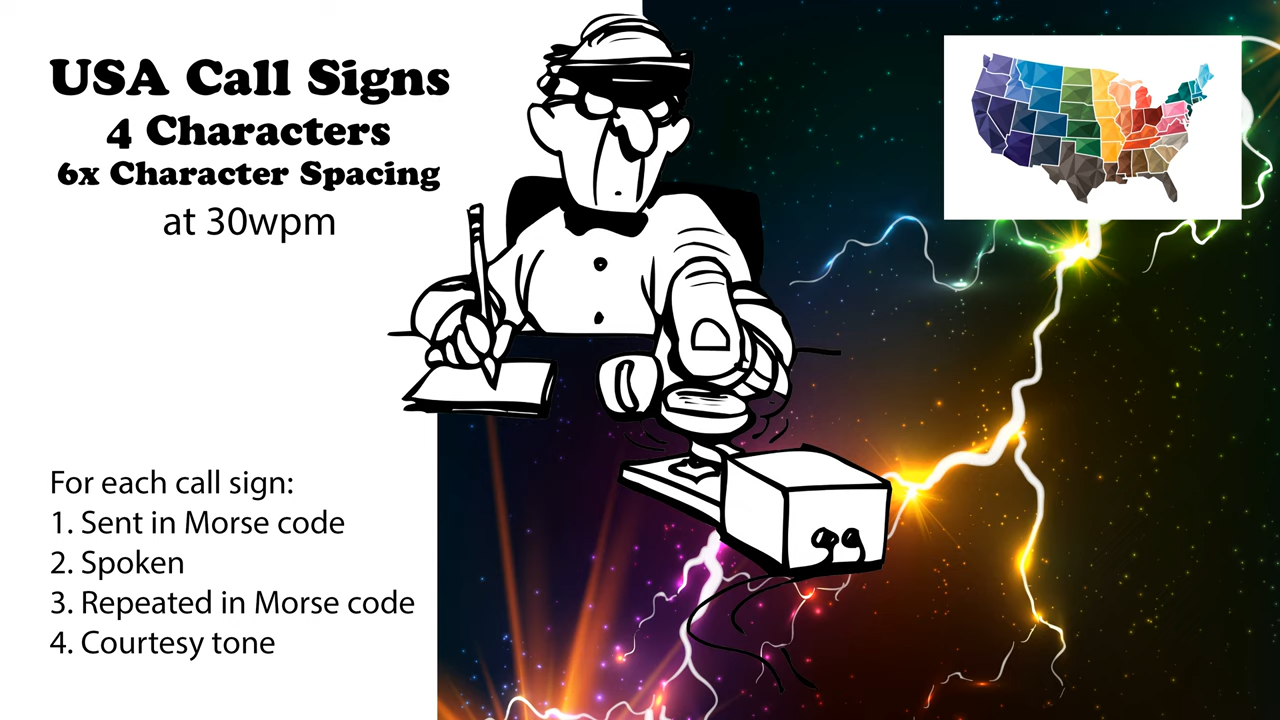 USA Call Signs
4 Characters
6x Character Spacing
at 30wpm
For each call sign:
1. Sent in Morse code
2. Spoken
3. Repeated in Morse code
4. Courtesy tone